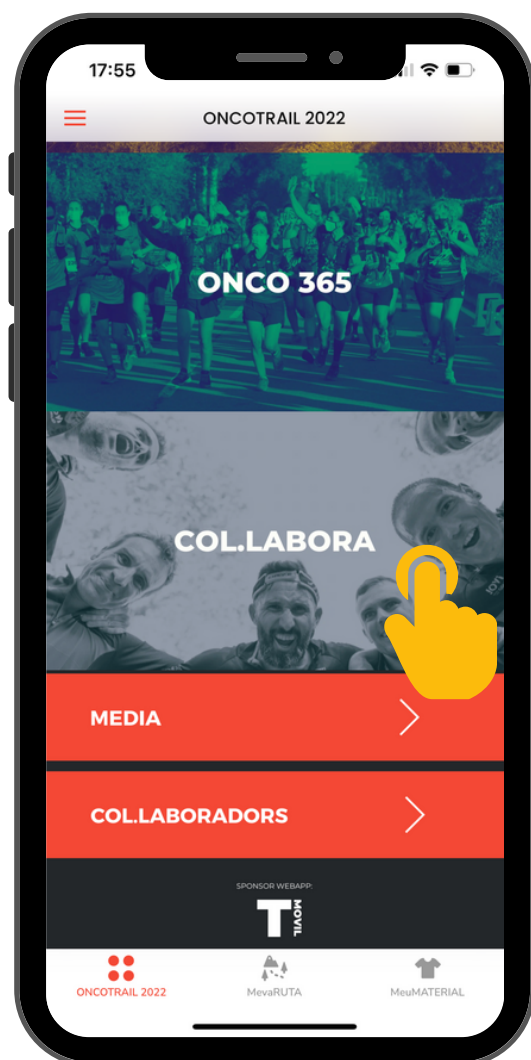 17:55
ONCOTRAIL 2022
ONCO 365
COL.LABORA
MEDIA
COL.LABORADORS
SPONSOR WEBAPP:
T MOVIL
ONCOTRAIL 2022
MevaRUTA
MeuMATERIAL